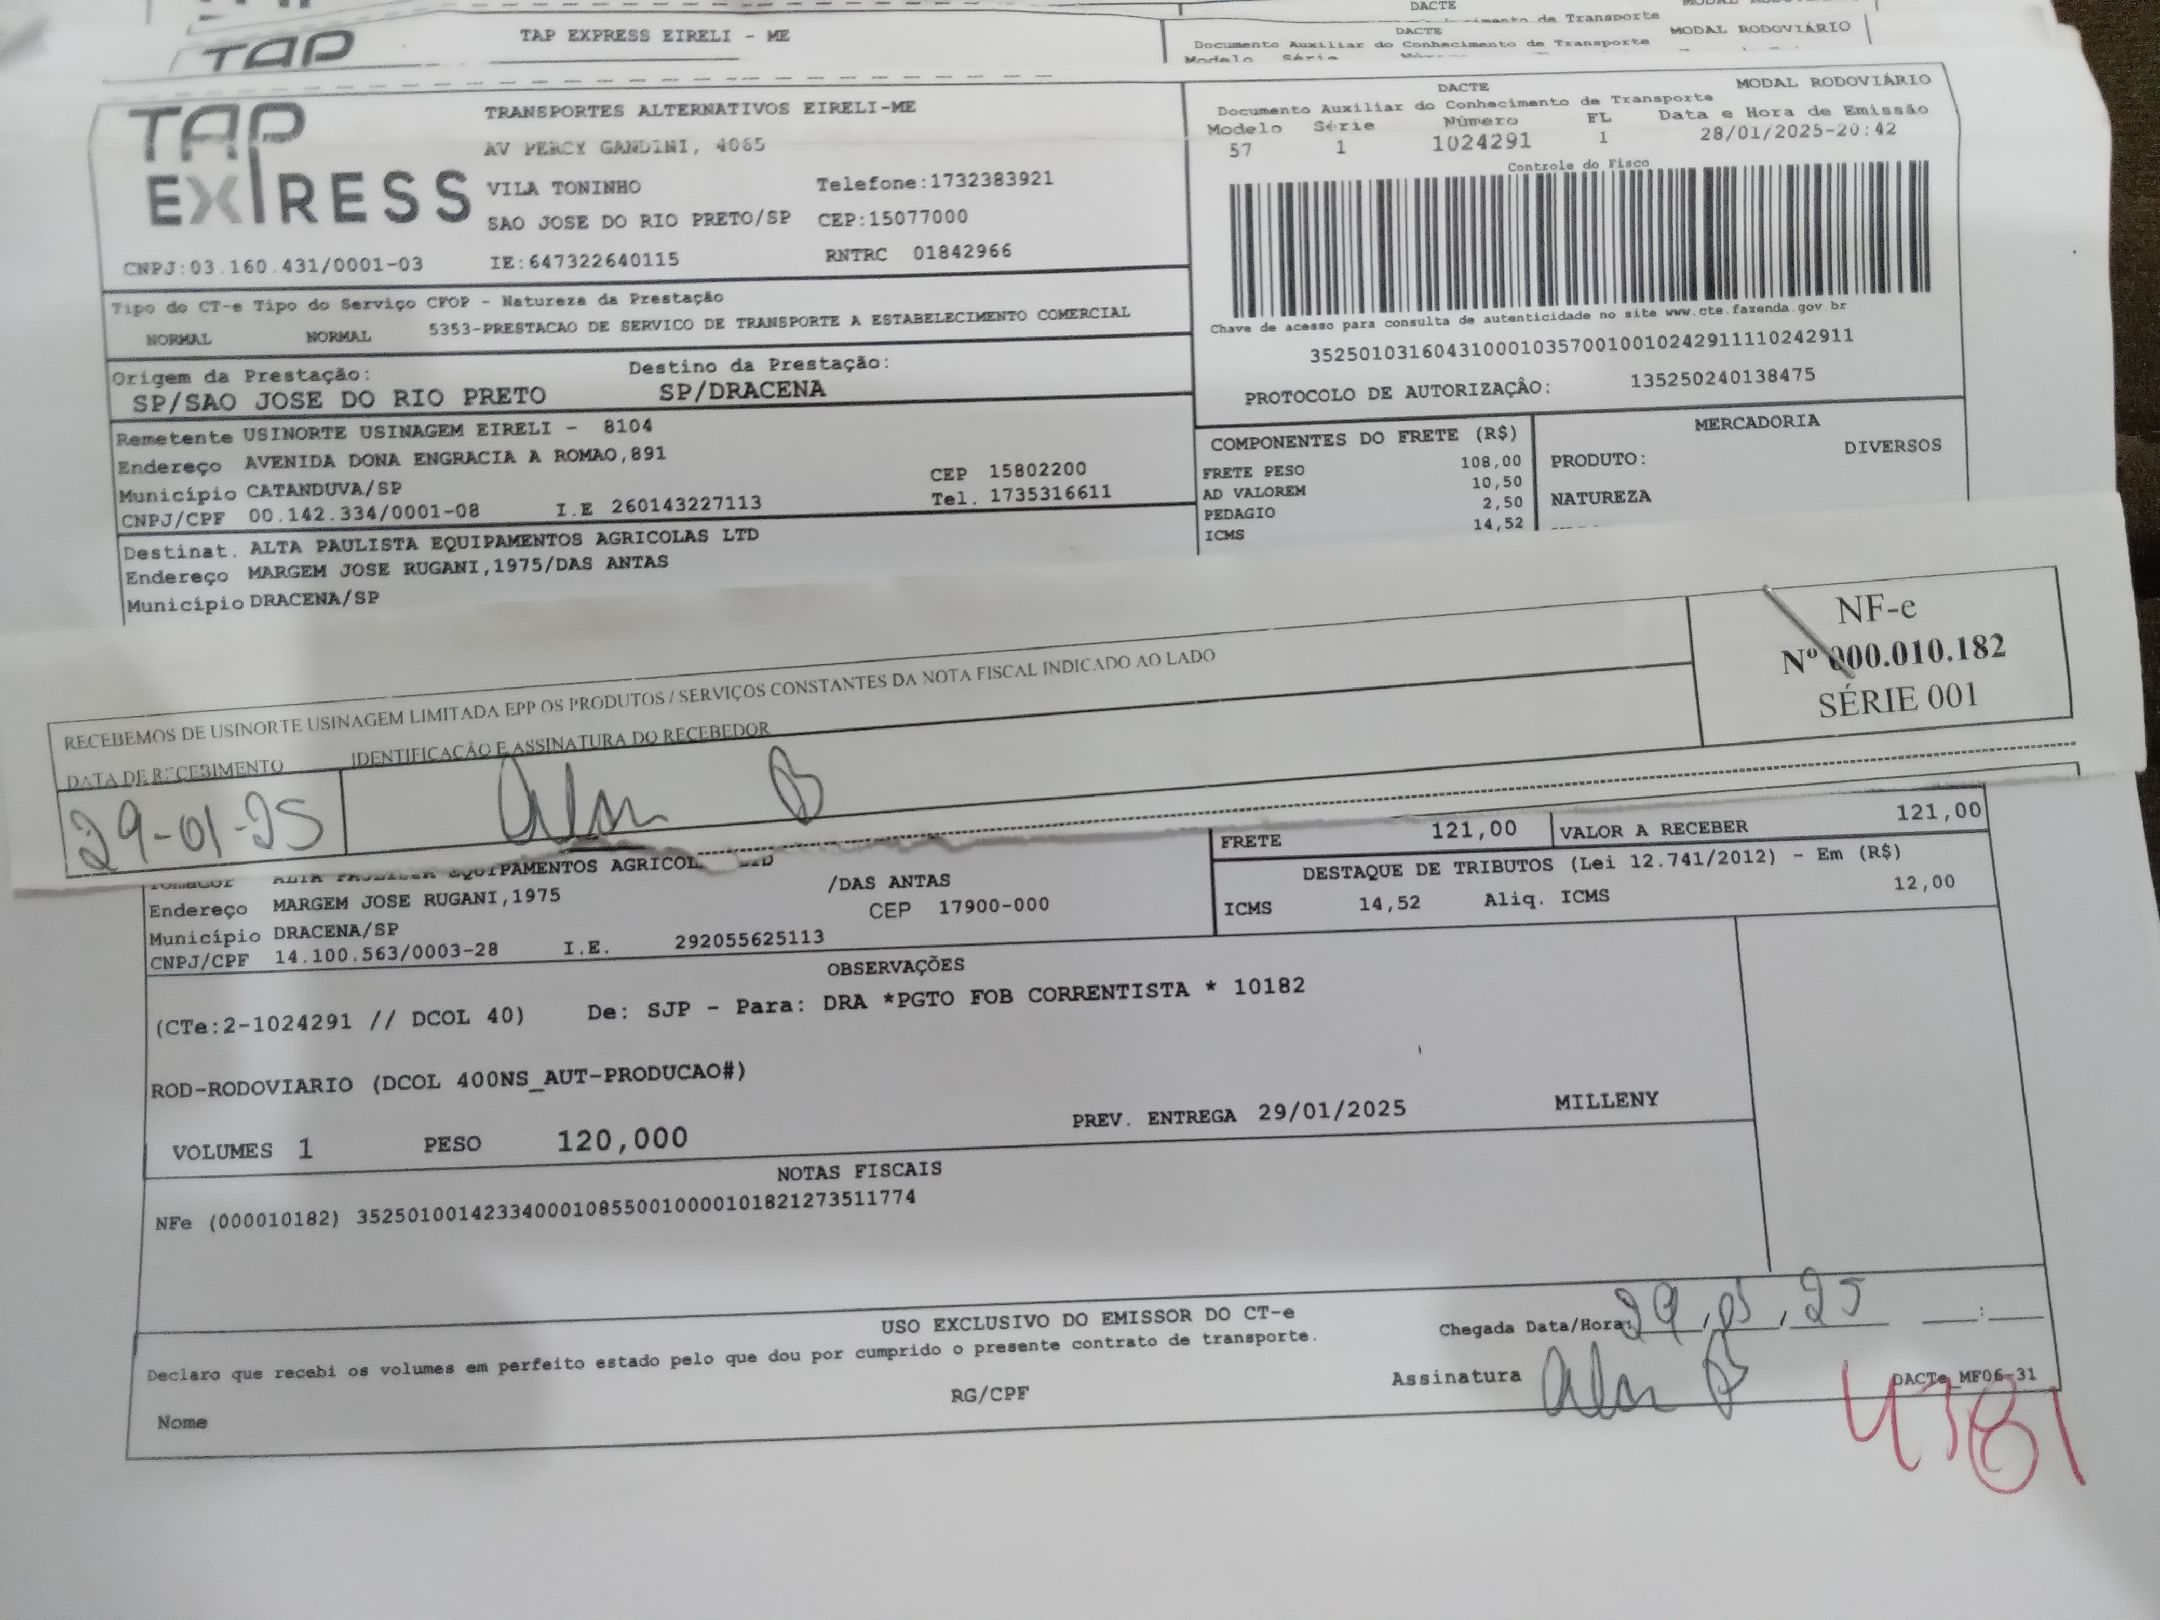 DACTE
de Transporte
TAP
TAP EXPRESS EIRELI - ME
DACTE
MODAL RODOVIÁRIO
Documento Auxiliar do Conhecimento de Transporte
Modelo Série
TAP EXPRESS
TRANSPORTES ALTERNATIVOS EIRELI-ME
AV PERCY GANDINI, 4065
VILA TONINHO Telefone:1732383921
SAO JOSE DO RIO PRETO/SP CEP:15077000
CNPJ:03.160.431/0001-03 IE:647322640115 RNTRC 01842966
DACTE MODAL RODOVIÁRIO
Documento Auxiliar do Conhecimento de Transporte
Modelo Série Número FL Data e Hora de Emissão
57 1 1024291 1 28/01/2025-20:42
Controle do Fisco
Chave de acesso para consulta de autenticidade no site www.cte.fazenda.gov.br
35250103160431000103570010010242911110242911
PROTOCOLO DE AUTORIZAÇÃO: 135250240138475
Tipo do CT-e Tipo do Serviço CFOP - Natureza da Prestação
NORMAL NORMAL 5353-PRESTACAO DE SERVICO DE TRANSPORTE A ESTABELECIMENTO COMERCIAL
Origem da Prestação: Destino da Prestação:
SP/SAO JOSE DO RIO PRETO SP/DRACENA
Remetente USINORTE USINAGEM EIRELI - 8104
Endereço AVENIDA DONA ENGRACIA A ROMAO,891
Município CATANDUVA/SP CEP 15802200
CNPJ/CPF 00.142.334/0001-08 I.E 260143227113 Tel. 1735316611
COMPONENTES DO FRETE (R$)
FRETE PESO 108,00
AD VALOREM 10,50
PEDAGIO 2,50
ICMS 14,52
MERCADORIA
PRODUTO: DIVERSOS
NATUREZA
Destinat. ALTA PAULISTA EQUIPAMENTOS AGRICOLAS LTD
Endereço MARGEM JOSE RUGANI,1975/DAS ANTAS
Município DRACENA/SP
RECEBEMOS DE USINORTE USINAGEM LIMITADA EPP OS PRODUTOS / SERVIÇOS CONSTANTES DA NOTA FISCAL INDICADO AO LADO
DATA DE RECEBIMENTO IDENTIFICAÇÃO E ASSINATURA DO RECEBEDOR
29-01-25 Alan B
NF-e
Nº 000.010.182
SÉRIE 001
FRETE 121,00 VALOR A RECEBER 121,00
DESTAQUE DE TRIBUTOS (Lei 12.741/2012) - Em (R$)
ICMS 14,52 Aliq. ICMS 12,00
EQUIPAMENTOS AGRICOL
Endereço MARGEM JOSE RUGANI,1975 /DAS ANTAS
Município DRACENA/SP CEP 17900-000
CNPJ/CPF 14.100.563/0003-28 I.E. 292055625113
OBSERVAÇÕES
(CTe:2-1024291 // DCOL 40) De: SJP - Para: DRA *PGTO FOB CORRENTISTA * 10182
ROD-RODOVIARIO (DCOL 400NS_AUT-PRODUCAO#)
VOLUMES 1 PESO 120,000 PREV. ENTREGA 29/01/2025 MILLENY
NOTAS FISCAIS
NFe (000010182) 35250100142334000108550010000101821273511774
USO EXCLUSIVO DO EMISSOR DO CT-e
Declaro que recebi os volumes em perfeito estado pelo que dou por cumprido o presente contrato de transporte.
Chegada Data/Hora: 29, 01, 25 :
Nome RG/CPF Assinatura Alan B
DACTe_MF06-31